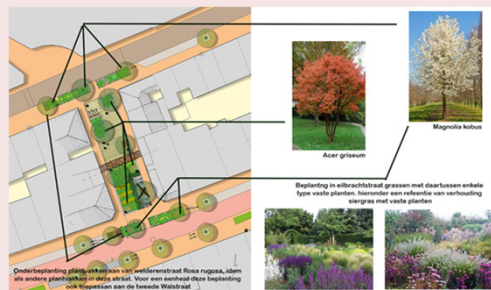 Magnolia kobus
Acer griseum
Beplanting in eilbrachtstraat grassen met daartussen enkele
type vaste planten. hieronder een refeentie van verhouding
siergras met vaste planten
Onderbeplanting plantvakken aan van welderenstraat Rosa rugosa, idem
als andere plantvakken in deze straat. Voor een eenheid deze beplanting
ook toepassen aan de tweede Walstraat